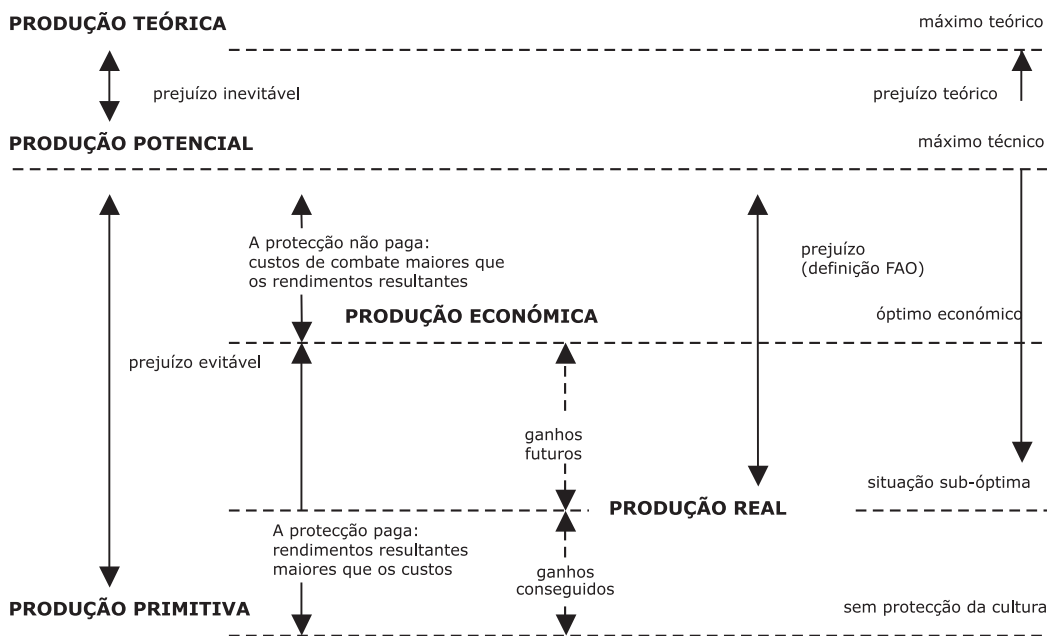 PRODUÇÃO TEÓRICA
máximo teórico
prejuízo inevitável
prejuízo teórico
PRODUÇÃO POTENCIAL
máximo técnico
A protecção não paga:
custos de combate maiores que
os rendimentos resultantes
prejuízo
(definição FAO)
PRODUÇÃO ECONÓMICA
óptimo económico
prejuízo evitável
ganhos
futuros
situação sub-óptima
PRODUÇÃO REAL
A protecção paga:
rendimentos resultantes
maiores que os custos
ganhos
conseguidos
PRODUÇÃO PRIMITIVA
sem protecção da cultura